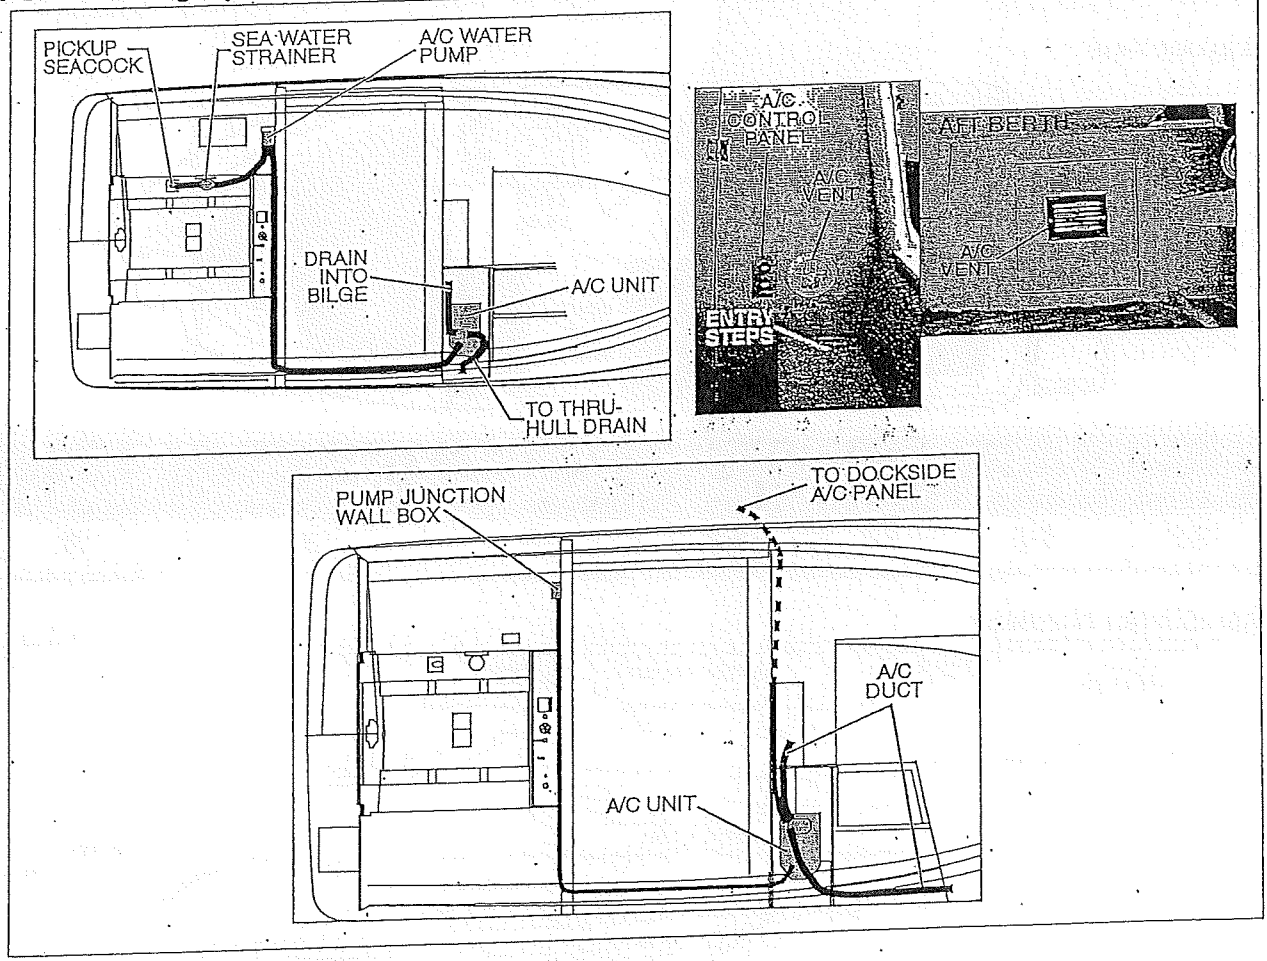 PICKUP
SEACOCK
SEA WATER
STRAINER
A/C WATER
PUMP
DRAIN
INTO
BILGE
A/C UNIT
TO THRU-
HULL DRAIN
A/C
CONTROL
PANEL
A/C
VENT
ENTRY
STEPS
AFT BERTH
A/C
VENT
PUMP JUNCTION
WALL BOX
TO DOCKSIDE
A/C PANEL
A/C
DUCT
A/C UNIT